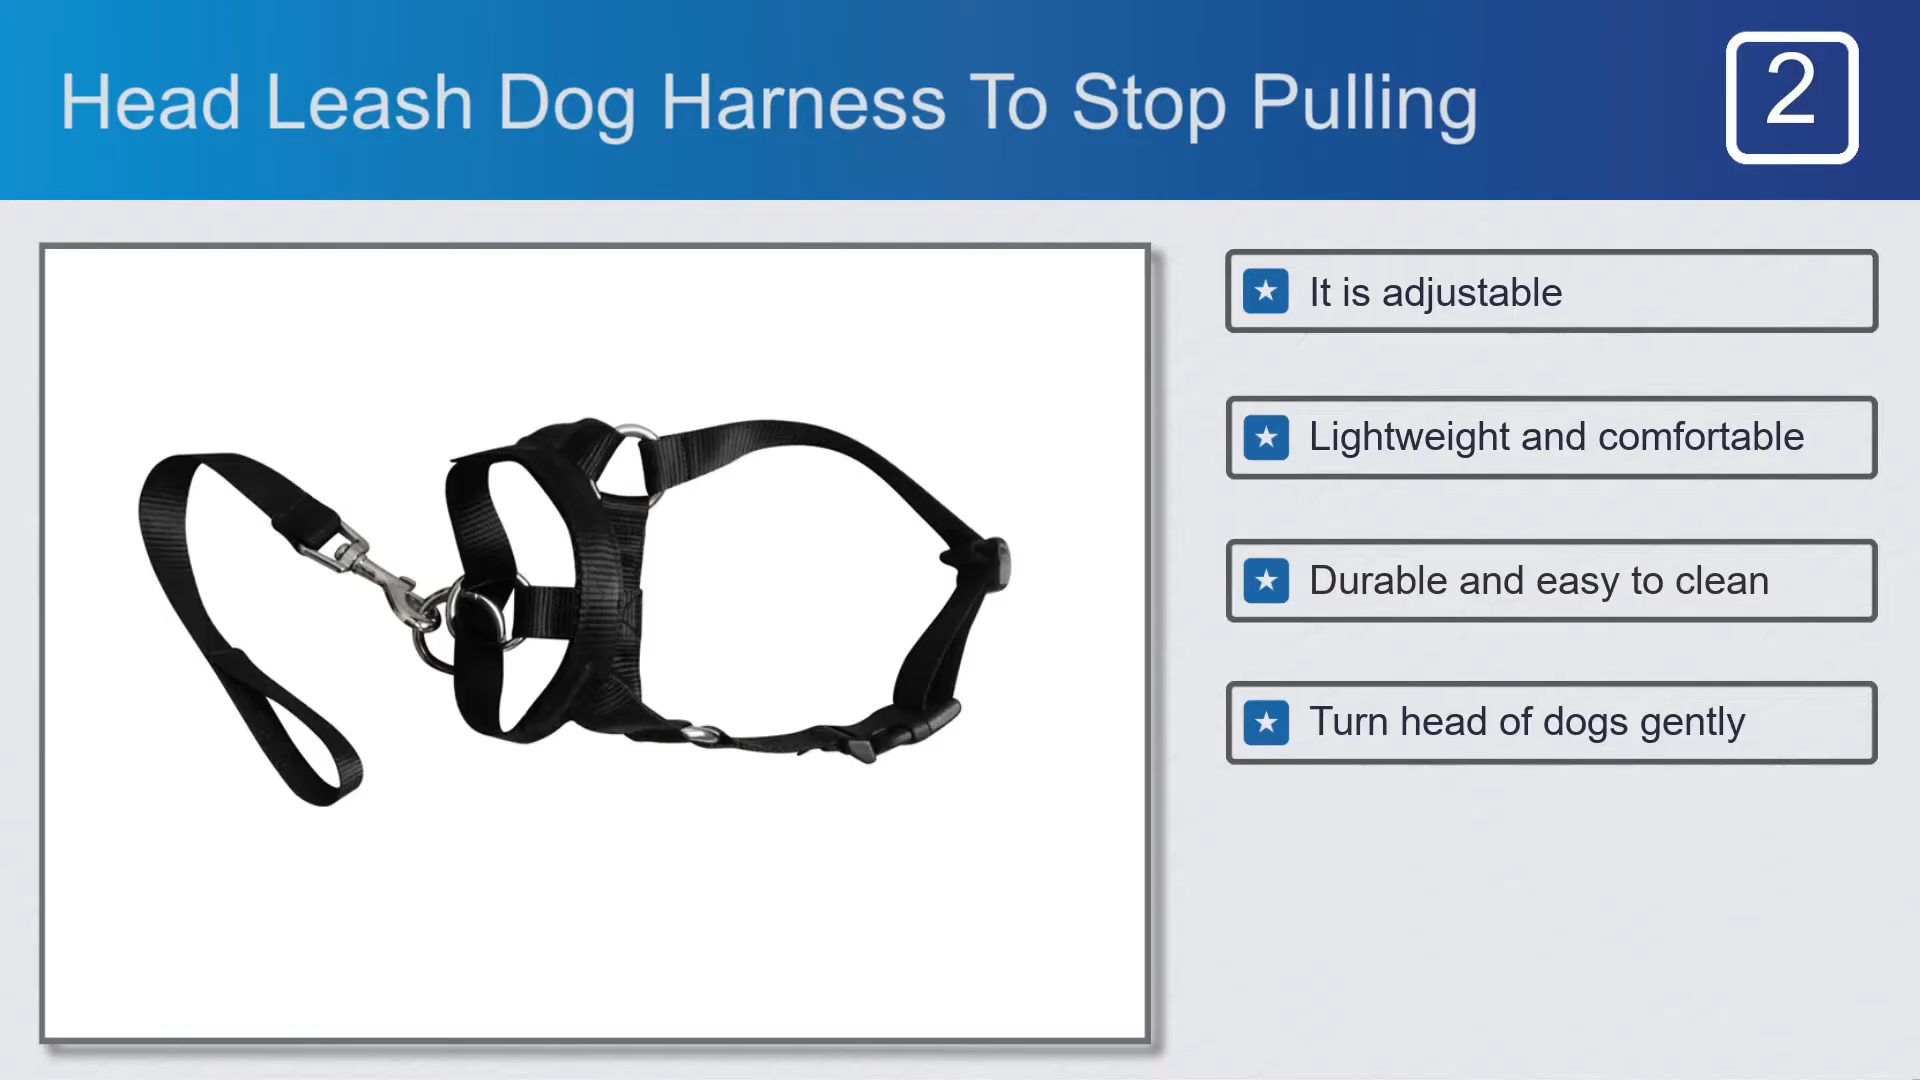 Head Leash Dog Harness To Stop Pulling
2
It is adjustable
Lightweight and comfortable
Durable and easy to clean
Turn head of dogs gently